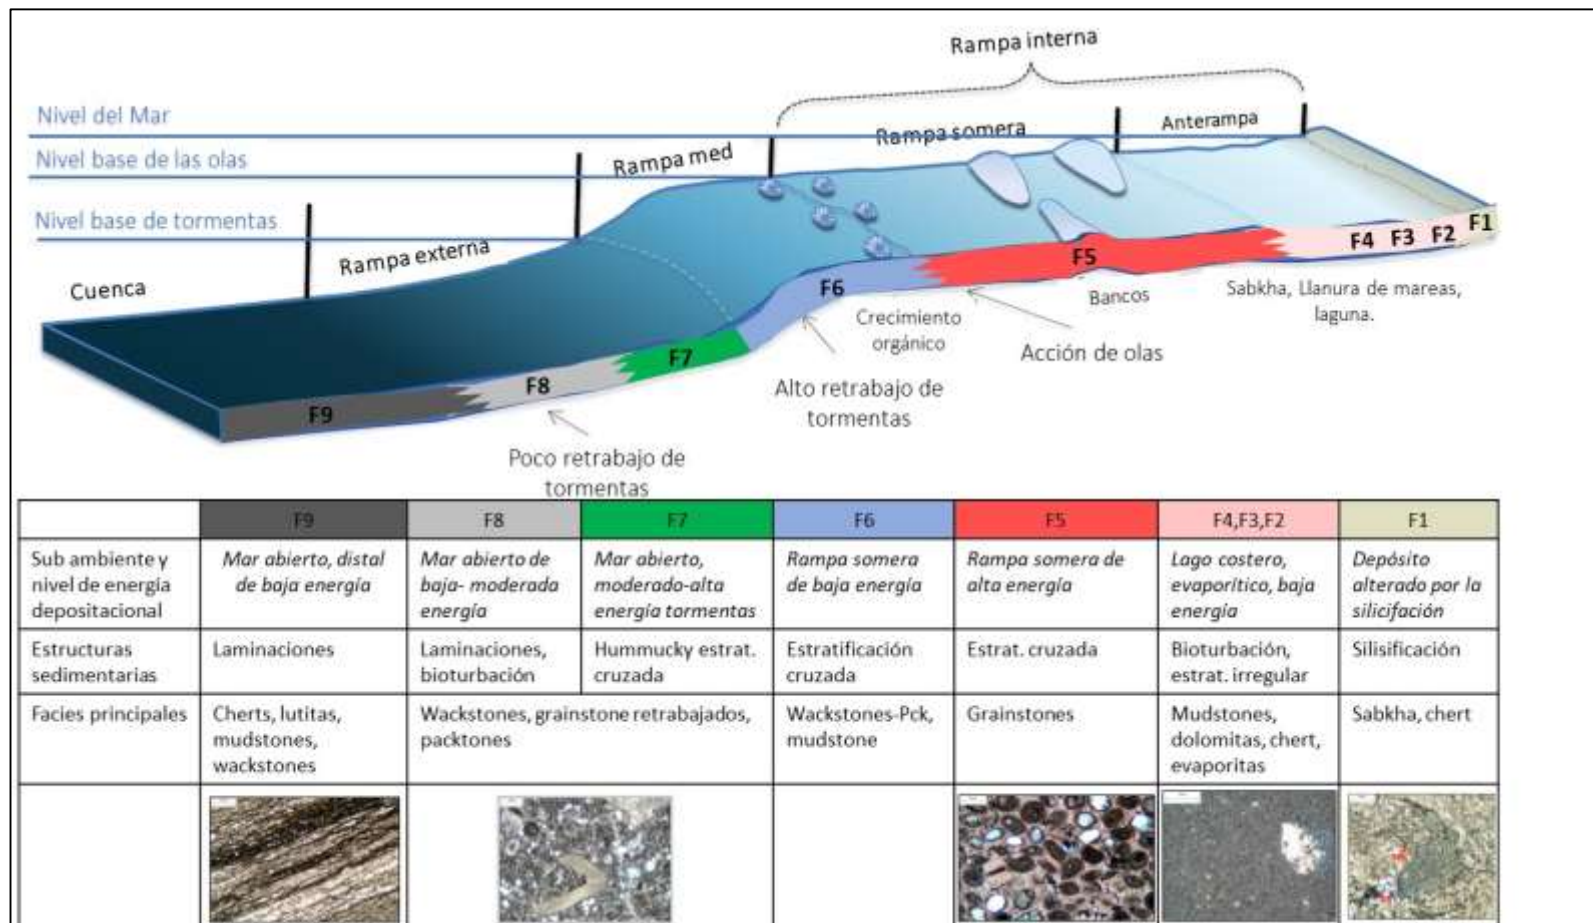 Rampa interna
Nivel del Mar
Rampa somera
Anterampa
Nivel base de las olas
Rampa med
Nivel base de tormentas
Rampa externa
Cuenca
F1
F2
F3
F4
F5
F6
F7
F8
F9
Sabkha, Llanura de mareas,
laguna.
Bancos
Crecimiento
orgánico
Acción de olas
Alto retrabajo de
tormentas
Poco retrabajo de
tormentas
F9
F8
F7
F6
F5
F4,F3,F2
F1
Sub ambiente y
nivel de energía
depositacional
Mar abierto, distal
de baja energía
Mar abierto de
baja- moderada
energía
Mar abierto,
moderado-alta
energía tormentas
Rampa somera
de baja energía
Rampa somera de
alta energía
Lago costero,
evaporítico, baja
energía
Depósito
alterado por la
silicifación
Estructuras
sedimentarias
Laminaciones
Laminaciones,
bioturbación
Hummucky estrat.
cruzada
Estratificación
cruzada
Estrat. cruzada
Bioturbación,
estrat. irregular
Silisificación
Facies principales
Cherts, lutitas,
mudstones,
wackstones
Wackstones, grainstone retrabajados,
packtones
Wackstones-Pck,
mudstone
Grainstones
Mudstones,
dolomitas, chert,
evaporitas
Sabkha, chert